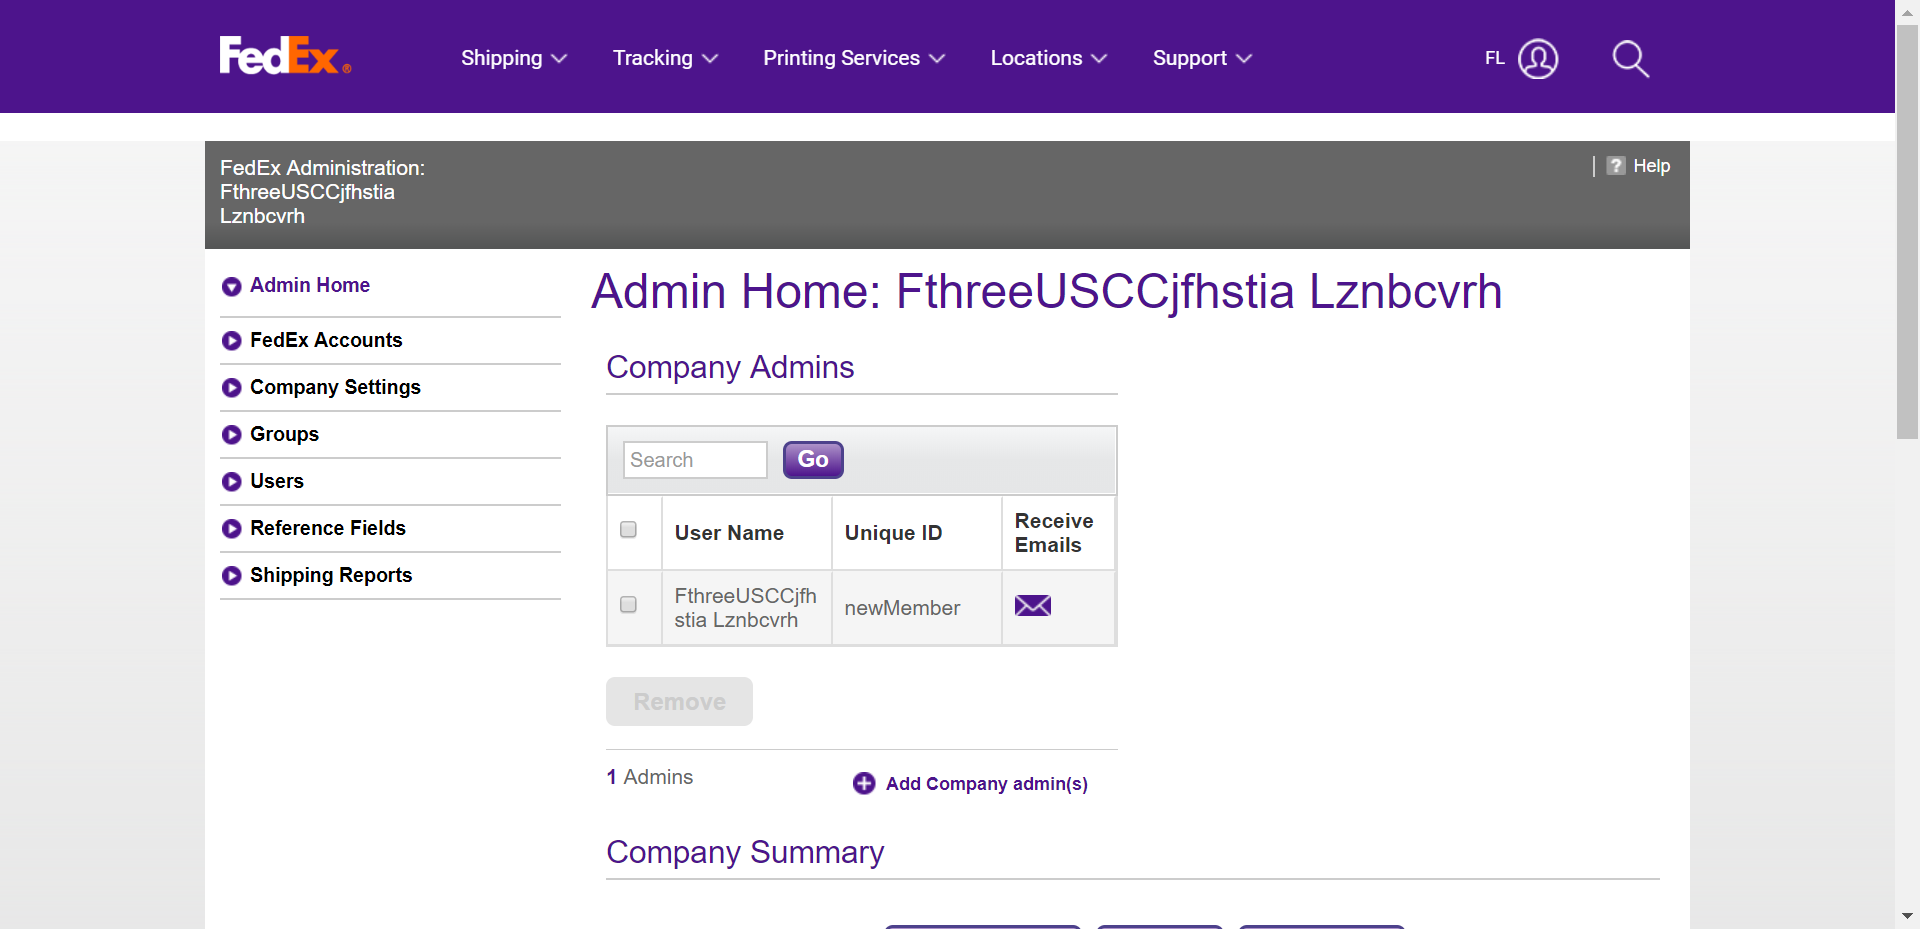 FedEx®
Shipping
Tracking
Printing Services
Locations
Support
FL
FedEx Administration:
FthreeUSCCjfhstia
Lznbcvrh
? Help
Admin Home
FedEx Accounts
Company Settings
Groups
Users
Reference Fields
Shipping Reports
Admin Home: FthreeUSCCjfhstia Lznbcvrh
Company Admins
Search
Go
User Name
Unique ID
Receive
Emails
FthreeUSCCjfh
stia Lznbcvrh
newMember
Remove
1 Admins
Add Company admin(s)
Company Summary